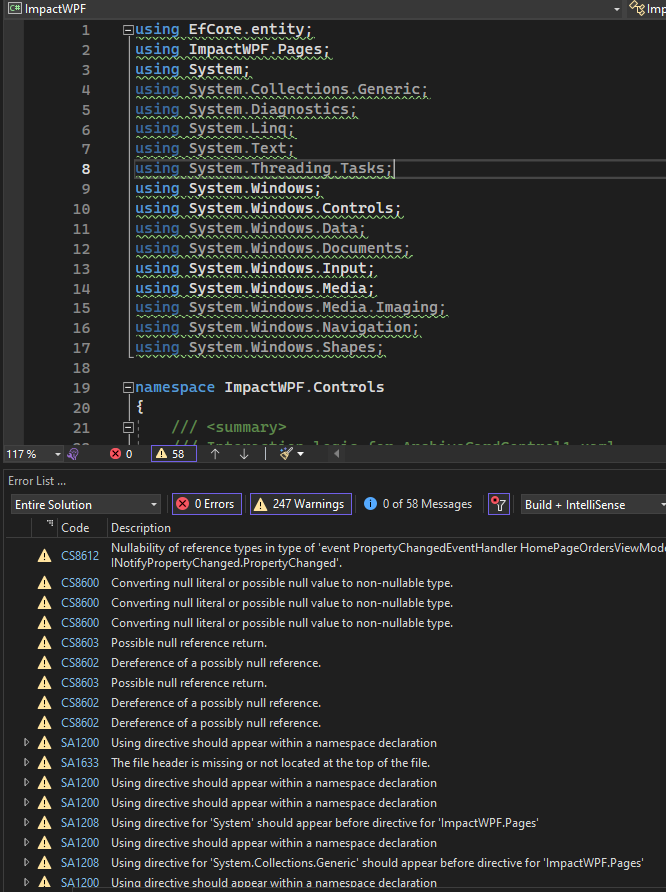 C# ImpactWPF
Imp
1 using EfCore.entity;
2 using ImpactWPF.Pages;
3 using System;
4 using System.Collections.Generic;
5 using System.Diagnostics;
6 using System.Linq;
7 using System.Text;
8 using System.Threading.Tasks;
9 using System.Windows;
10 using System.Windows.Controls;
11 using System.Windows.Data;
12 using System.Windows.Documents;
13 using System.Windows.Input;
14 using System.Windows.Media;
15 using System.Windows.Media.Imaging;
16 using System.Windows.Navigation;
17 using System.Windows.Shapes;
18
19 namespace ImpactWPF.Controls
20 {
21 /// <summary>
117 % 0 58
Error List ...
Entire Solution 0 Errors 247 Warnings 0 of 58 Messages Build + IntelliSense
Code Description
CS8612 Nullability of reference types in type of 'event PropertyChangedEventHandler HomePageOrdersViewMode
INotifyPropertyChanged.PropertyChanged'.
CS8600 Converting null literal or possible null value to non-nullable type.
CS8600 Converting null literal or possible null value to non-nullable type.
CS8600 Converting null literal or possible null value to non-nullable type.
CS8603 Possible null reference return.
CS8602 Dereference of a possibly null reference.
CS8603 Possible null reference return.
CS8602 Dereference of a possibly null reference.
CS8602 Dereference of a possibly null reference.
SA1200 Using directive should appear within a namespace declaration
SA1633 The file header is missing or not located at the top of the file.
SA1200 Using directive should appear within a namespace declaration
SA1200 Using directive should appear within a namespace declaration
SA1208 Using directive for 'System' should appear before directive for 'ImpactWPF.Pages'
SA1200 Using directive should appear within a namespace declaration
SA1208 Using directive for 'System.Collections.Generic' should appear before directive for 'ImpactWPF.Pages'
SA1200 Using directive should appear within a namespace declaration